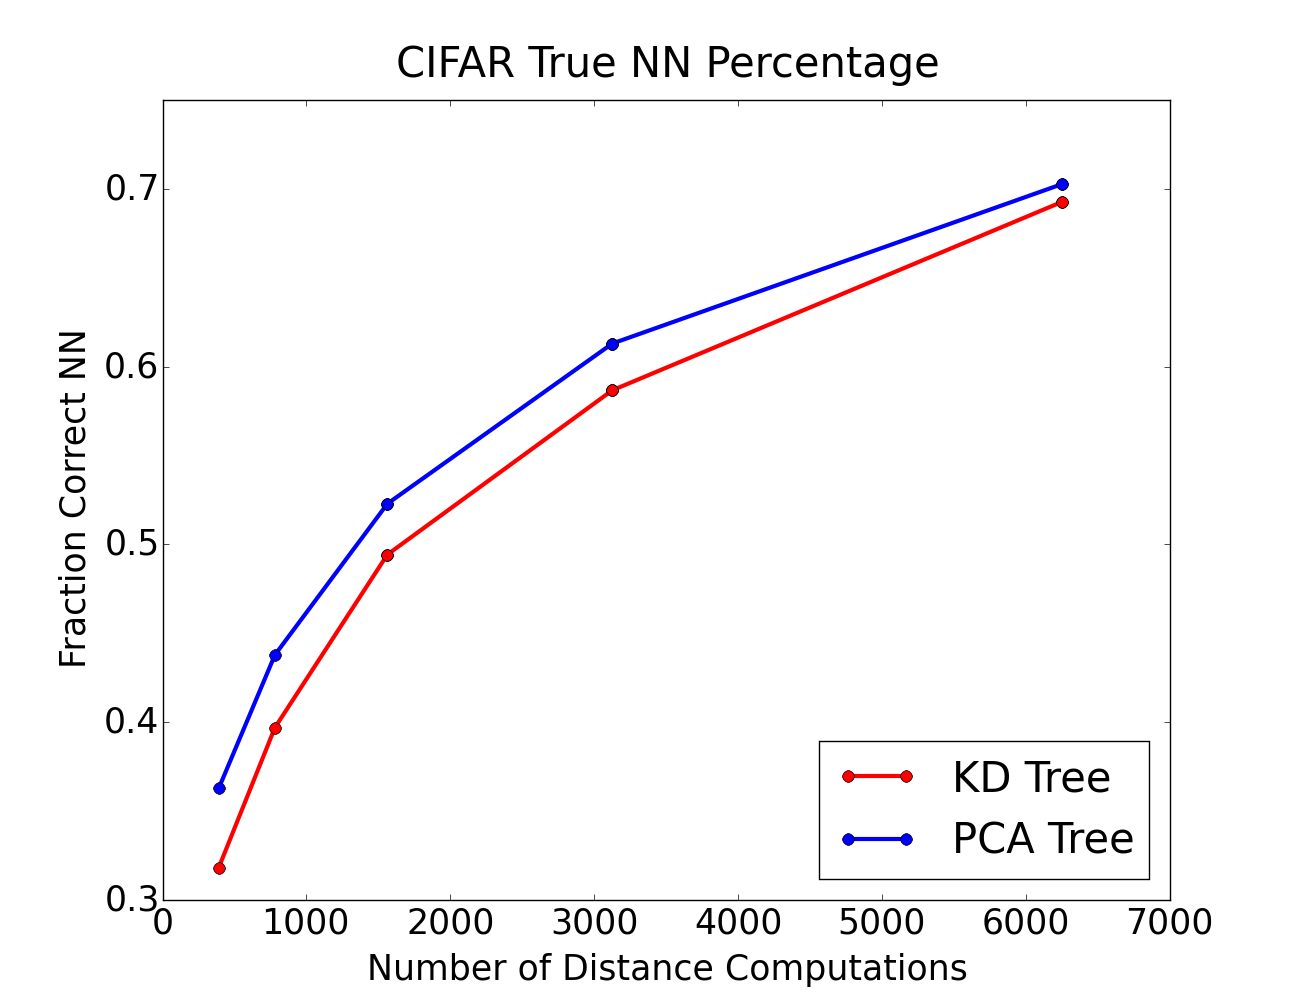 CIFAR True NN Percentage
0.7
0.6
0.5
0.4
0.3
Fraction Correct NN
KD Tree
PCA Tree
0 1000 2000 3000 4000 5000 6000 7000
Number of Distance Computations